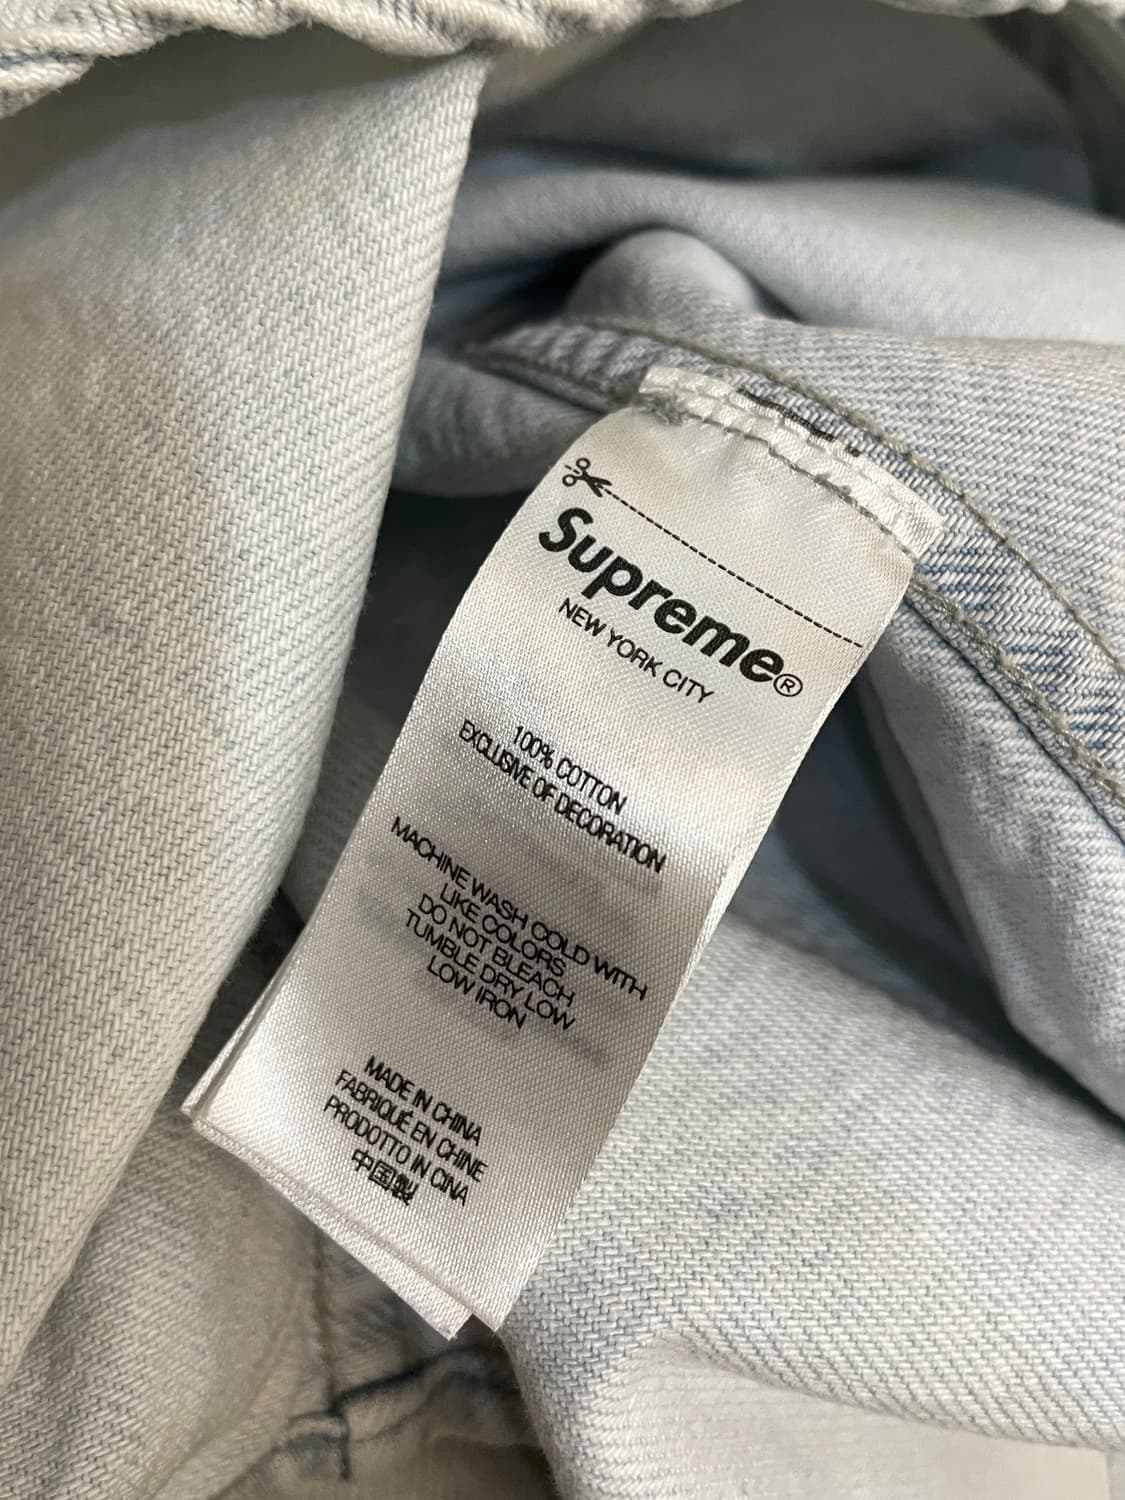 Supreme®
NEW YORK CITY
100% COTTON
EXCLUSIVE OF DECORATION
MACHINE WASH COLD WITH
LIKE COLORS
DO NOT BLEACH
TUMBLE DRY LOW
LOW IRON
MADE IN CHINA
FABRIQUÉ EN CHINE
PRODOTTO IN CINA
中国製